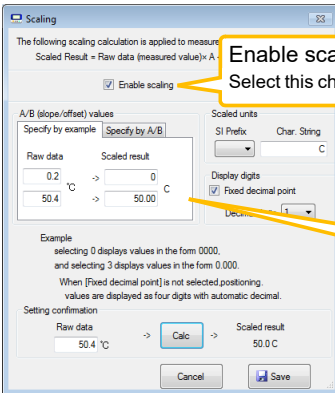 Scaling
The following scaling calculation is applied to measure
Scaled Result = Raw data (measured value)× A
Enable sca
Select this ch
Enable scaling
A/B (slope/offset) values
Specify by example Specify by A/B
Raw data Scaled result
0.2 -> 0
°C C
50.4 -> 50.00
Scaled units
SI Prefix Char. String
C
Display digits
Fixed decimal point
1
Example
selecting 0 displays values in the form 0000,
and selecting 3 displays values in the form 0.000.
When [Fixed decimal point] is not selected,positioning.
values are displayed as four digits with automatic decimal.
Setting confirmation
Raw data Scaled result
50.4 °C -> Calc -> 50.0 C
Cancel Save